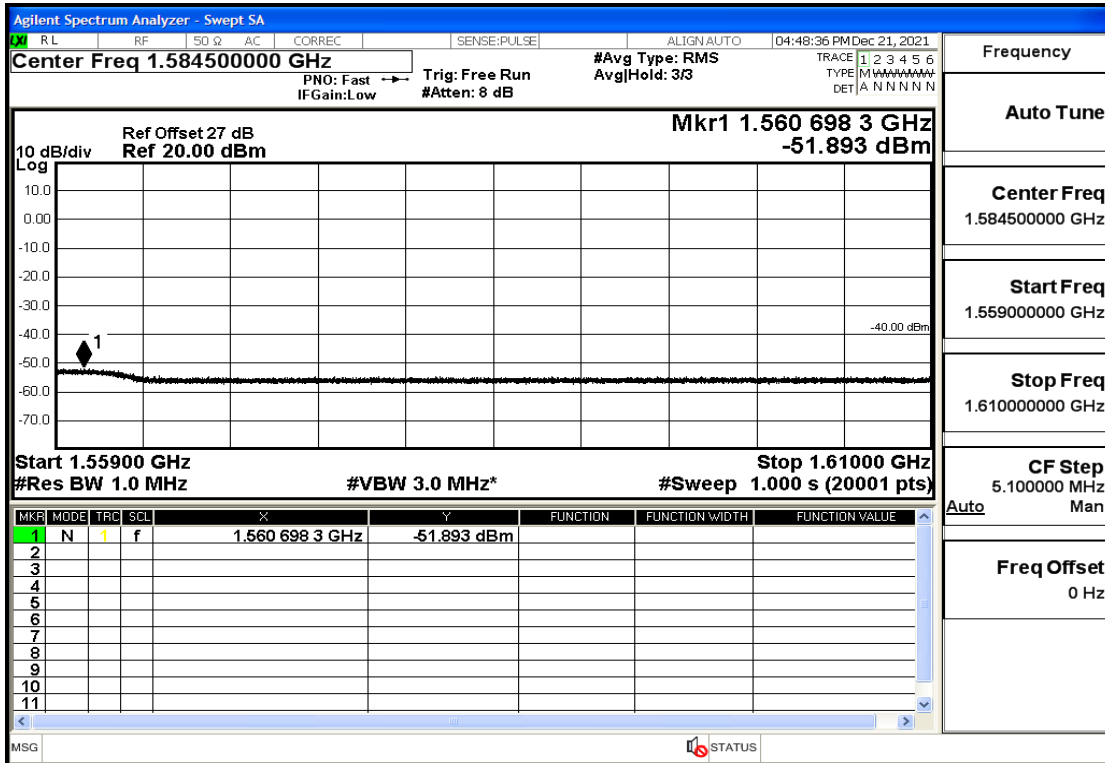 Agilent Spectrum Analyzer - Swept SA
LXI RL RF 50 Ω AC CORREC SENSE:PULSE ALIGN AUTO 04:48:36 PM Dec 21, 2021
Center Freq 1.584500000 GHz
PNO: Fast
IFGain:Low
Trig: Free Run
#Atten: 8 dB
#Avg Type: RMS
Avg|Hold: 3/3
TRACE 1 2 3 4 5 6
TYPE M WWWWW
DET A N N N N N
Mkr1 1.560 698 3 GHz
-51.893 dBm
Ref Offset 27 dB
10 dB/div Ref 20.00 dBm
Log
10.0
0.00
-10.0
-20.0
-30.0
-40.0
-40.00 dBm
1
-50.0
-60.0
-70.0
Start 1.55900 GHz Stop 1.61000 GHz
#Res BW 1.0 MHz #VBW 3.0 MHz* #Sweep 1.000 s (20001 pts)
MKR MODE TRC SCL X Y FUNCTION FUNCTION WIDTH FUNCTION VALUE
1 N 1 f 1.560 698 3 GHz -51.893 dBm
2
3
4
5
6
7
8
9
10
11
MSG STATUS
Frequency
Auto Tune
Center Freq
1.584500000 GHz
Start Freq
1.559000000 GHz
Stop Freq
1.610000000 GHz
CF Step
5.100000 MHz
Auto Man
Freq Offset
0 Hz